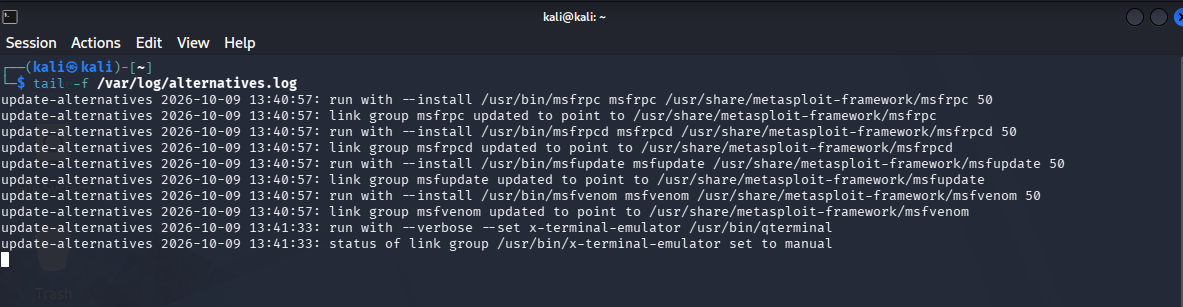 kali@kali: ~
Session Actions Edit View Help
┌──(kali㉿kali)-[~]
└─$ tail -f /var/log/alternatives.log
update-alternatives 2026-10-09 13:40:57: run with --install /usr/bin/msfrpc msfrpc /usr/share/metasploit-framework/msfrpc 50
update-alternatives 2026-10-09 13:40:57: link group msfrpc updated to point to /usr/share/metasploit-framework/msfrpc
update-alternatives 2026-10-09 13:40:57: run with --install /usr/bin/msfrpcd msfrpcd /usr/share/metasploit-framework/msfrpcd 50
update-alternatives 2026-10-09 13:40:57: link group msfrpcd updated to point to /usr/share/metasploit-framework/msfrpcd
update-alternatives 2026-10-09 13:40:57: run with --install /usr/bin/msfupdate msfupdate /usr/share/metasploit-framework/msfupdate 50
update-alternatives 2026-10-09 13:40:57: link group msfupdate updated to point to /usr/share/metasploit-framework/msfupdate
update-alternatives 2026-10-09 13:40:57: run with --install /usr/bin/msfvenom msfvenom /usr/share/metasploit-framework/msfvenom 50
update-alternatives 2026-10-09 13:40:57: link group msfvenom updated to point to /usr/share/metasploit-framework/msfvenom
update-alternatives 2026-10-09 13:41:33: run with --verbose --set x-terminal-emulator /usr/bin/qterminal
update-alternatives 2026-10-09 13:41:33: status of link group /usr/bin/x-terminal-emulator set to manual
Trash